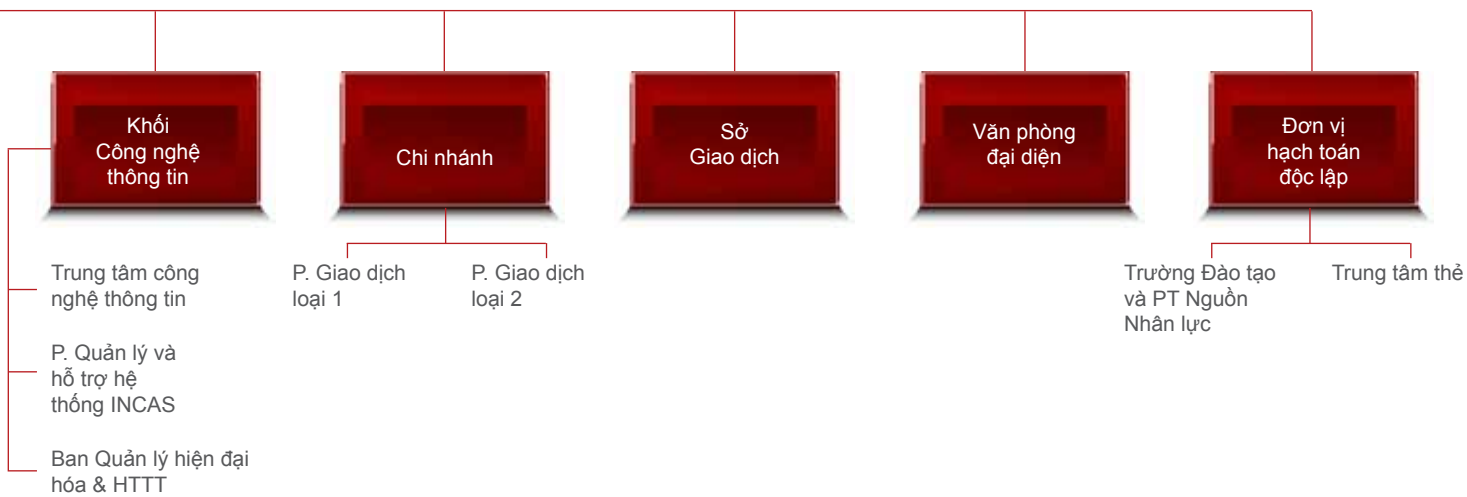 Khối
Công nghệ
thông tin
Chi nhánh
Sở
Giao dịch
Văn phòng
đại diện
Đơn vị
hạch toán
độc lập
Trung tâm công
nghệ thông tin
P. Quản lý và
hỗ trợ hệ
thống INCAS
Ban Quản lý hiện đại
hóa & HTTT
P. Giao dịch
loại 1
P. Giao dịch
loại 2
Trường Đào tạo
và PT Nguồn
Nhân lực
Trung tâm thẻ